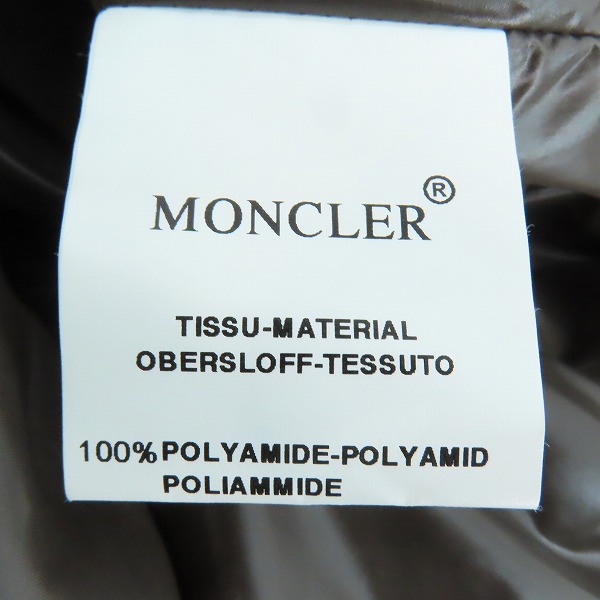 MONCLER®
TISSU-MATERIAL
OBERSLOFF-TESSUTO
100% POLYAMIDE-POLYAMID
POLIAMMIDE